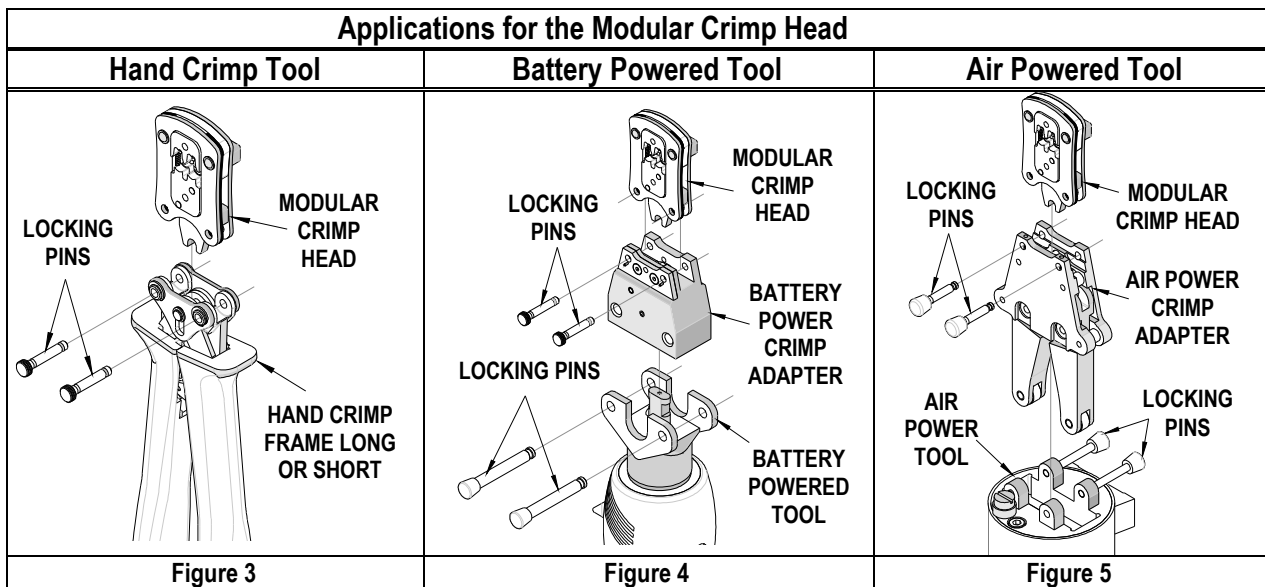 Applications for the Modular Crimp Head
Hand Crimp Tool
Battery Powered Tool
Air Powered Tool
LOCKING
PINS
MODULAR
CRIMP
HEAD
HAND CRIMP
FRAME LONG
OR SHORT
LOCKING
PINS
MODULAR
CRIMP
HEAD
BATTERY
POWER
CRIMP
ADAPTER
LOCKING PINS
BATTERY
POWERED
TOOL
LOCKING
PINS
MODULAR
CRIMP HEAD
AIR POWER
CRIMP
ADAPTER
AIR
POWER
TOOL
LOCKING
PINS
Figure 3
Figure 4
Figure 5